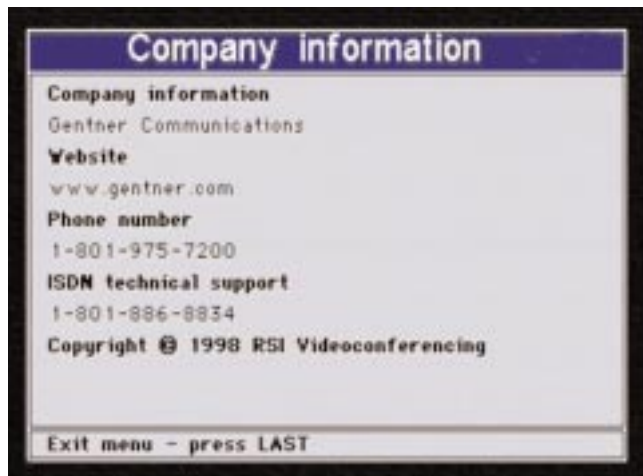 Company information
Company information
Gentner Communications
Website
www.gentner.com
Phone number
1-801-975-7200
ISDN technical support
1-801-886-8834
Copyright © 1998 RSI Videoconferencing
Exit menu - press LAST